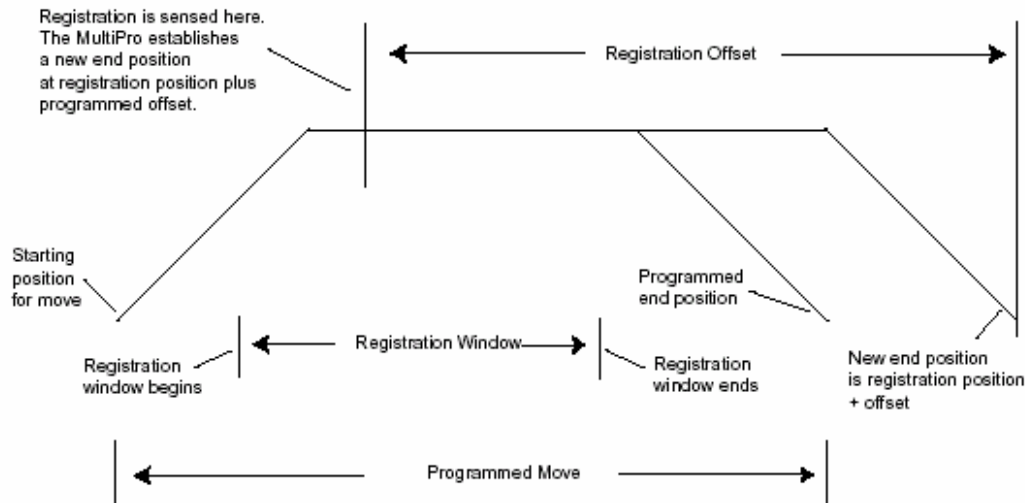 Registration is sensed here.
The MultiPro establishes
a new end position
at registration position plus
programmed offset.
Registration Offset
Starting
position
for move
Programmed
end position
Registration Window
Registration
window begins
Registration
window ends
New end position
is registration position
+ offset
Programmed Move